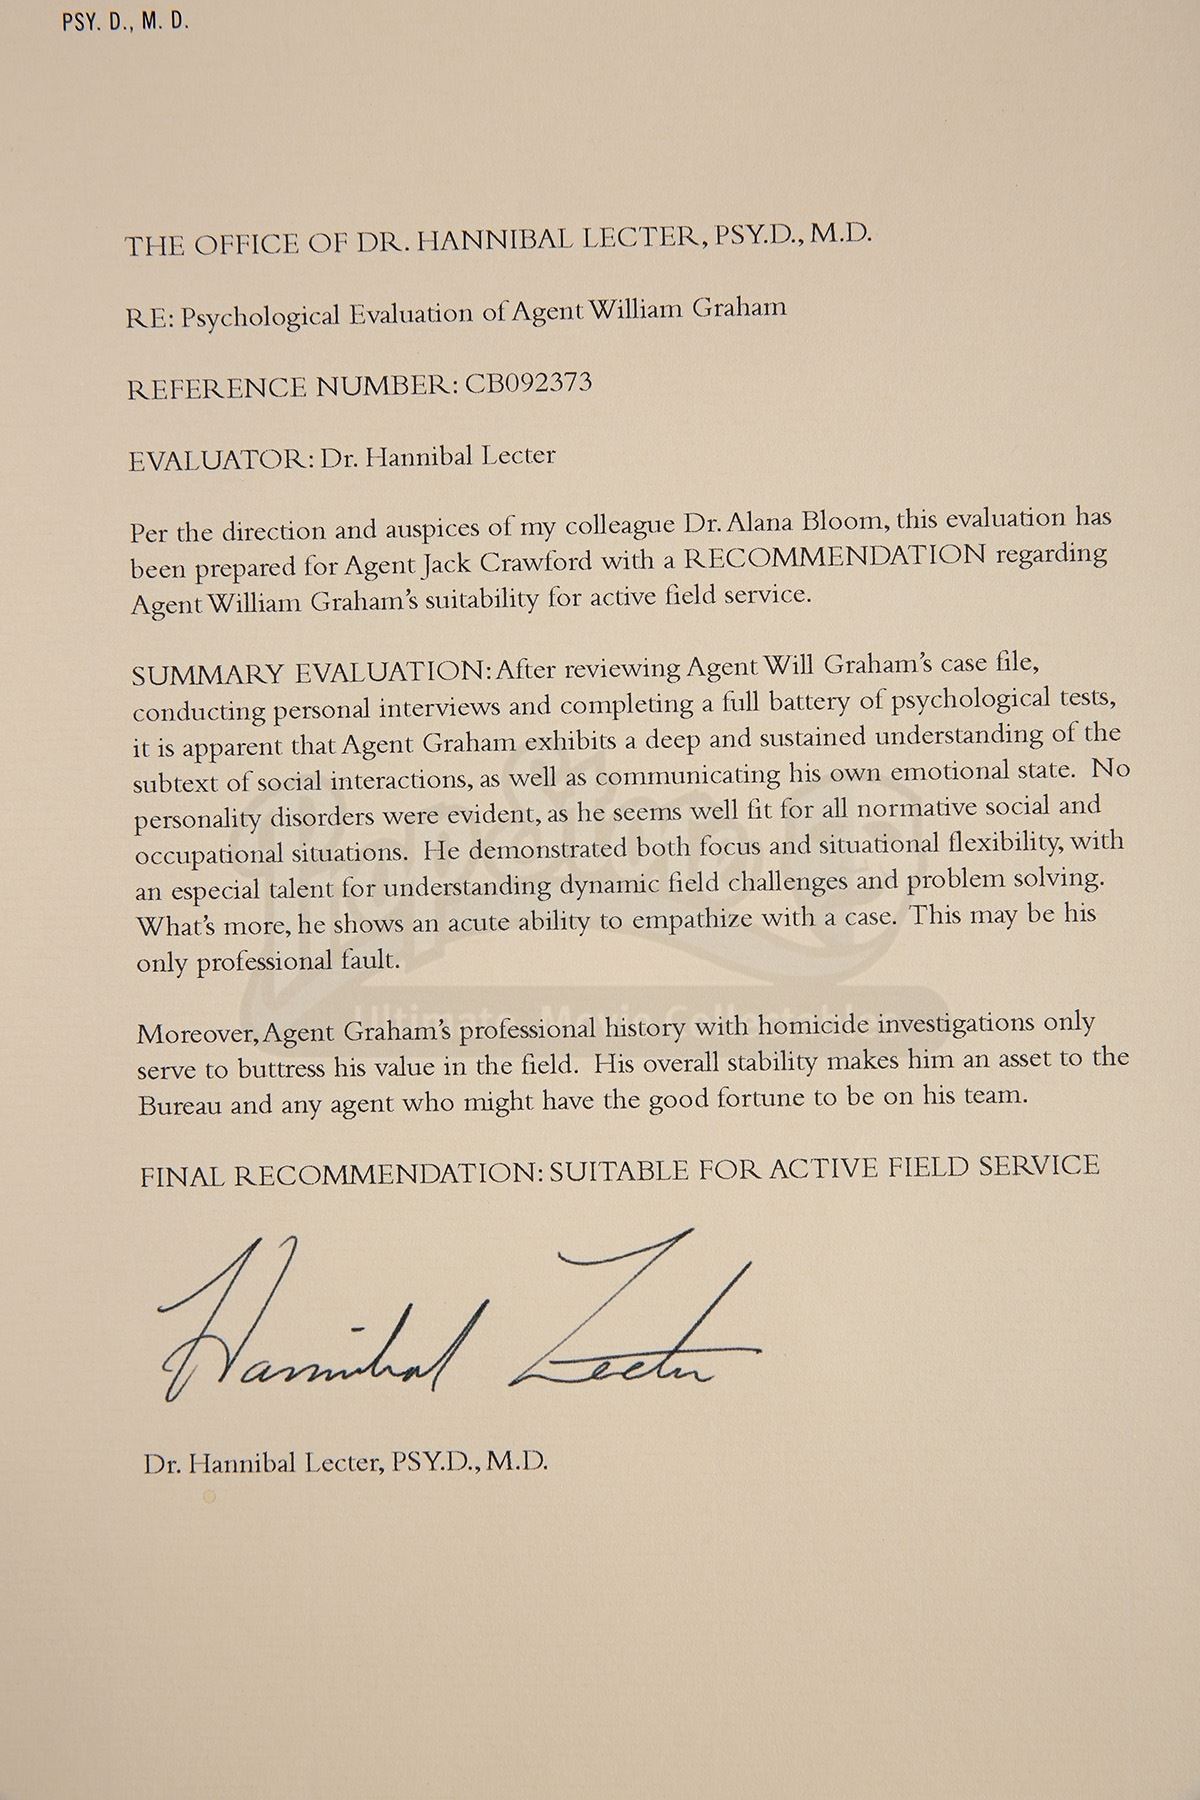 PSY. D., M. D.
THE OFFICE OF DR. HANNIBAL LECTER, PSY.D., M.D.
RE: Psychological Evaluation of Agent William Graham
REFERENCE NUMBER: CB092373
EVALUATOR: Dr. Hannibal Lecter
Per the direction and auspices of my colleague Dr. Alana Bloom, this evaluation has
been prepared for Agent Jack Crawford with a RECOMMENDATION regarding
Agent William Graham's suitability for active field service.
SUMMARY EVALUATION: After reviewing Agent Will Graham's case file,
conducting personal interviews and completing a full battery of psychological tests,
it is apparent that Agent Graham exhibits a deep and sustained understanding of the
subtext of social interactions, as well as communicating his own emotional state. No
personality disorders were evident, as he seems well fit for all normative social and
occupational situations. He demonstrated both focus and situational flexibility, with
an especial talent for understanding dynamic field challenges and problem solving.
What's more, he shows an acute ability to empathize with a case. This may be his
only professional fault.
Moreover, Agent Graham's professional history with homicide investigations only
serve to buttress his value in the field. His overall stability makes him an asset to the
Bureau and any agent who might have the good fortune to be on his team.
FINAL RECOMMENDATION: SUITABLE FOR ACTIVE FIELD SERVICE
Hannibal Lecter
Dr. Hannibal Lecter, PSY.D., M.D.